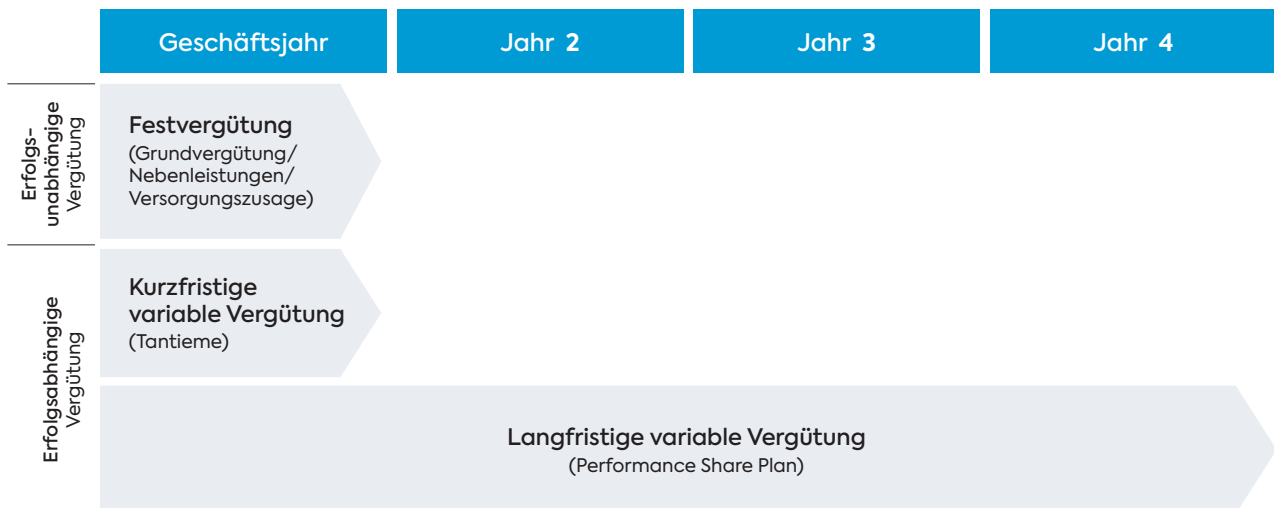 Geschäftsjahr
Jahr 2
Jahr 3
Jahr 4
Erfolgs-
unabhängige
Vergütung
Festvergütung
(Grundvergütung/
Nebenleistungen/
Versorgungszusage)
Erfolgsabhängige
Vergütung
Kurzfristige
variable Vergütung
(Tantieme)
Langfristige variable Vergütung
(Performance Share Plan)